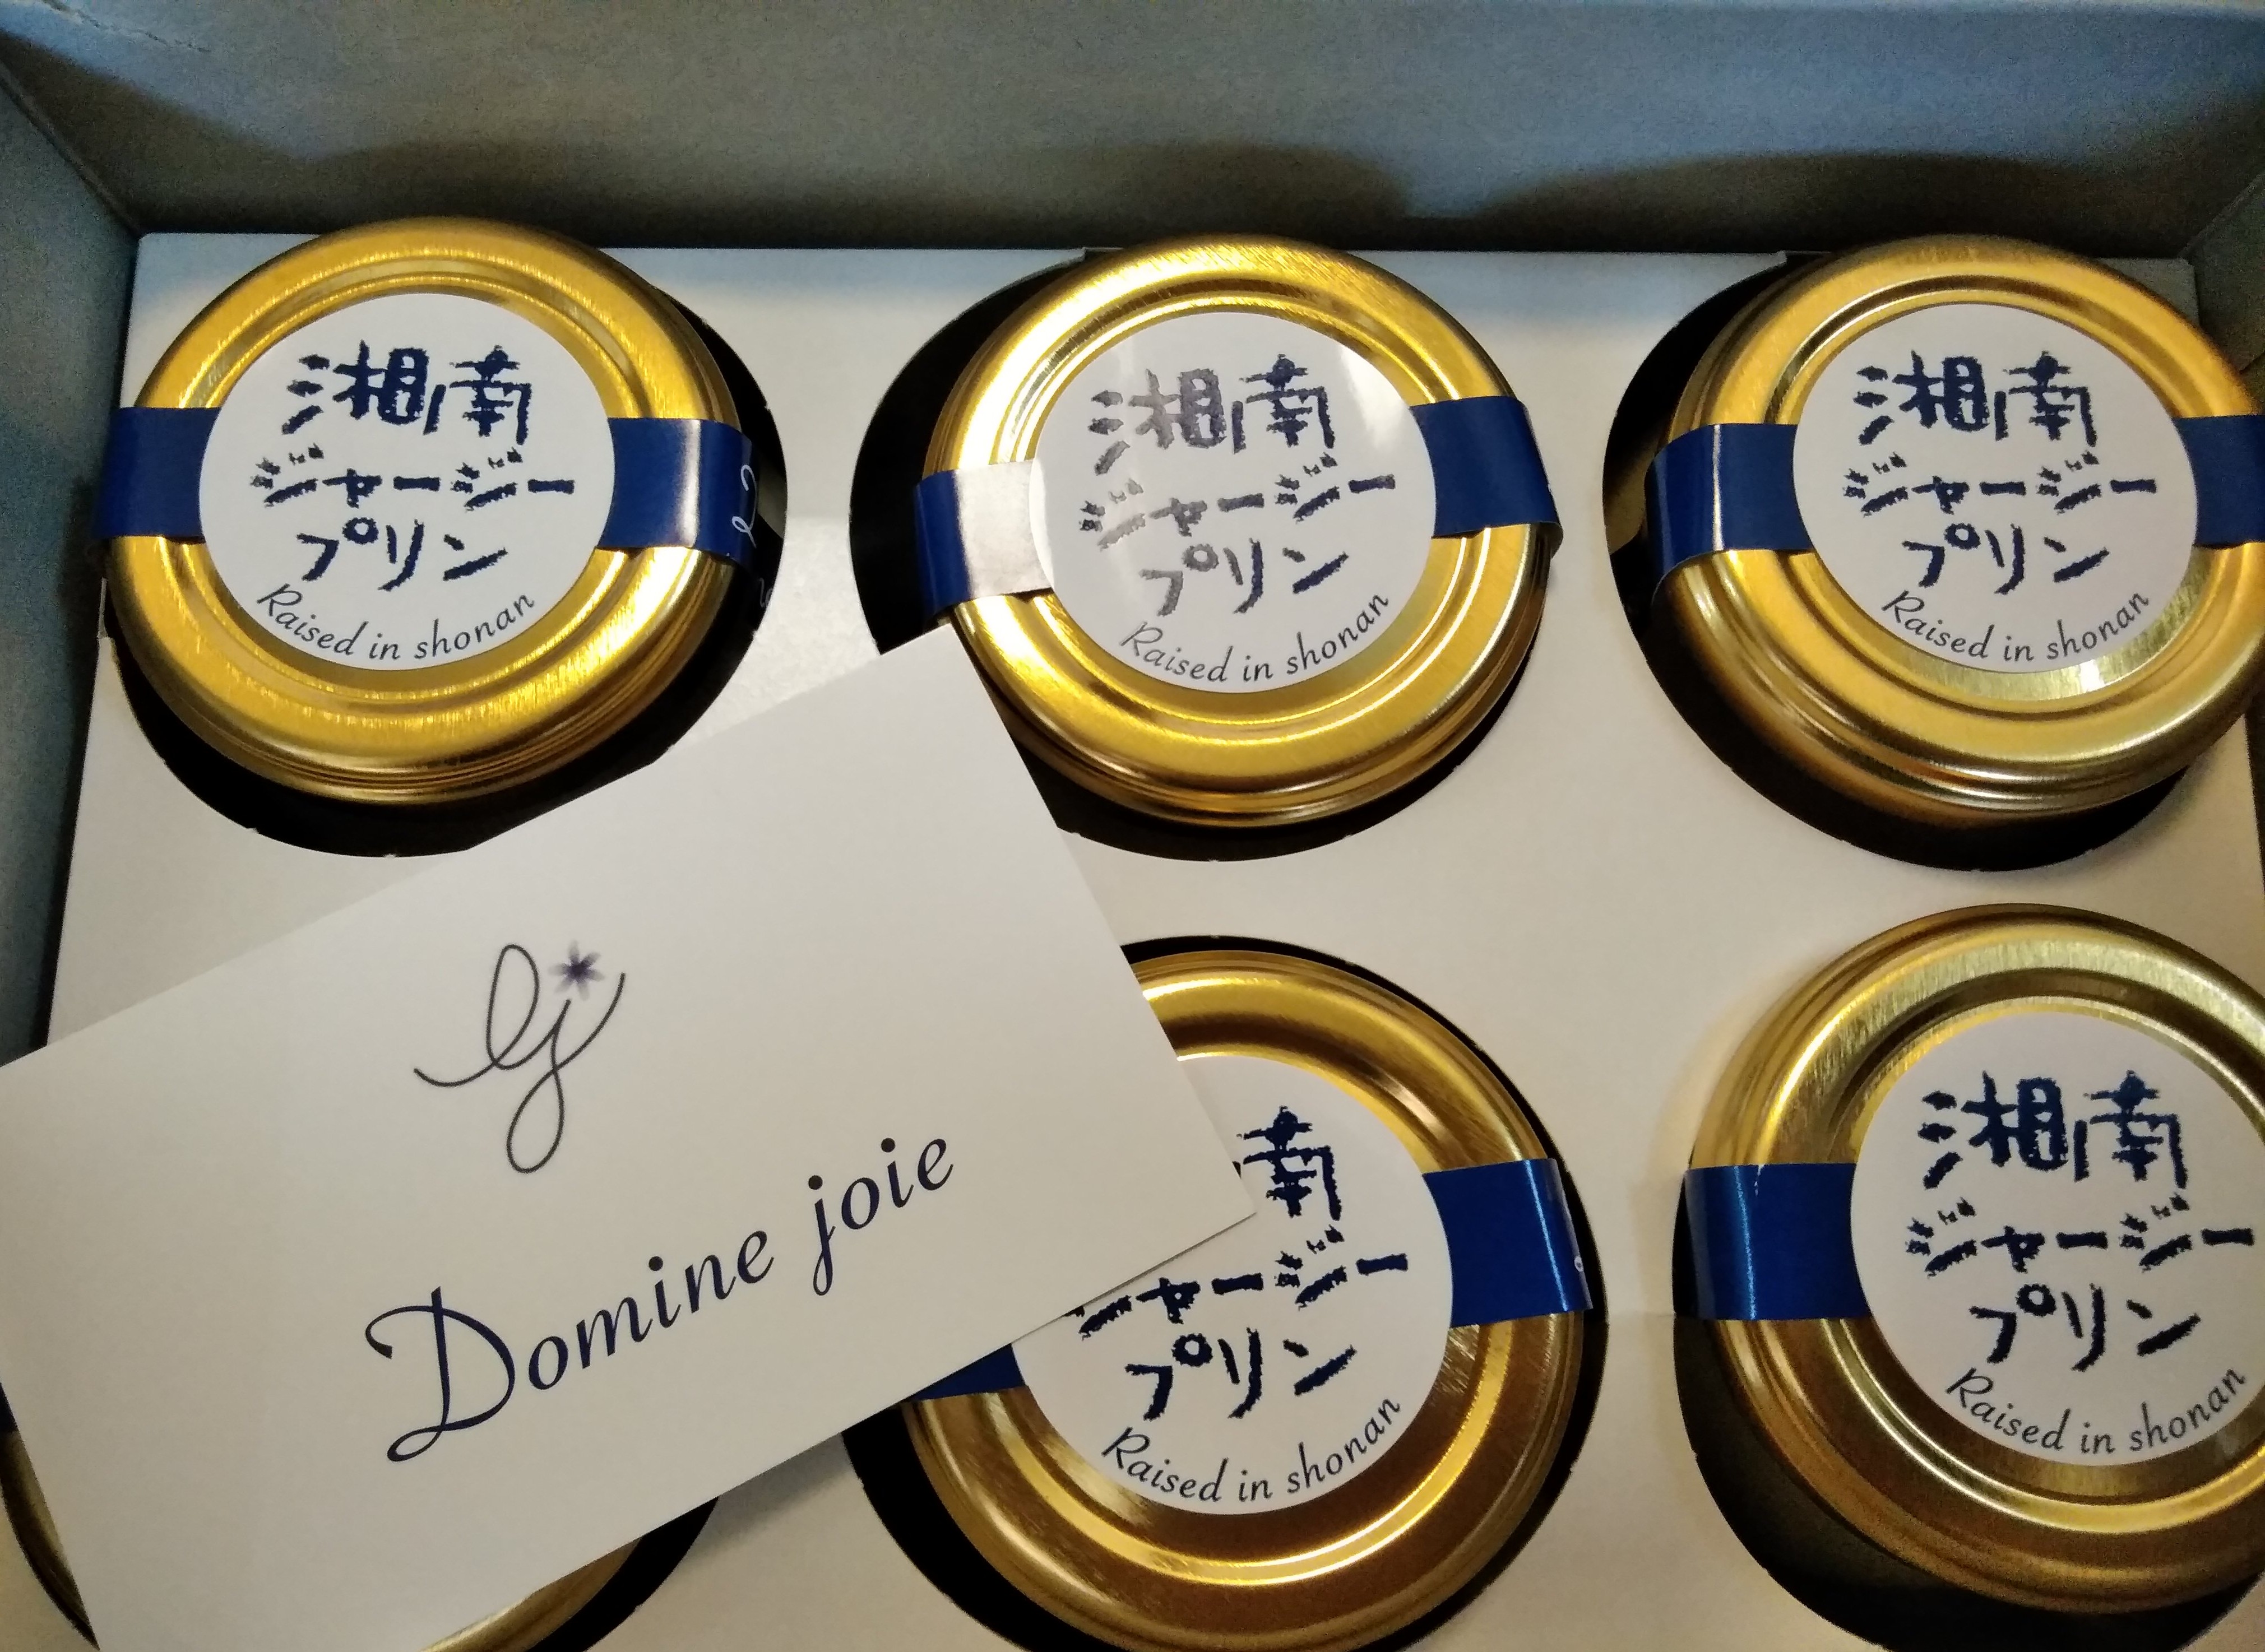 湘南
ジャージー
プリン
Raised in shonan
湘南
ジャージー
プリン
Raised in shonan
湘南
ジャージー
プリン
Raised in shonan
Domine joie
南
ジャージー
プリン
Raised in shonan
湘南
ジャージー
プリン
Raised in shonan